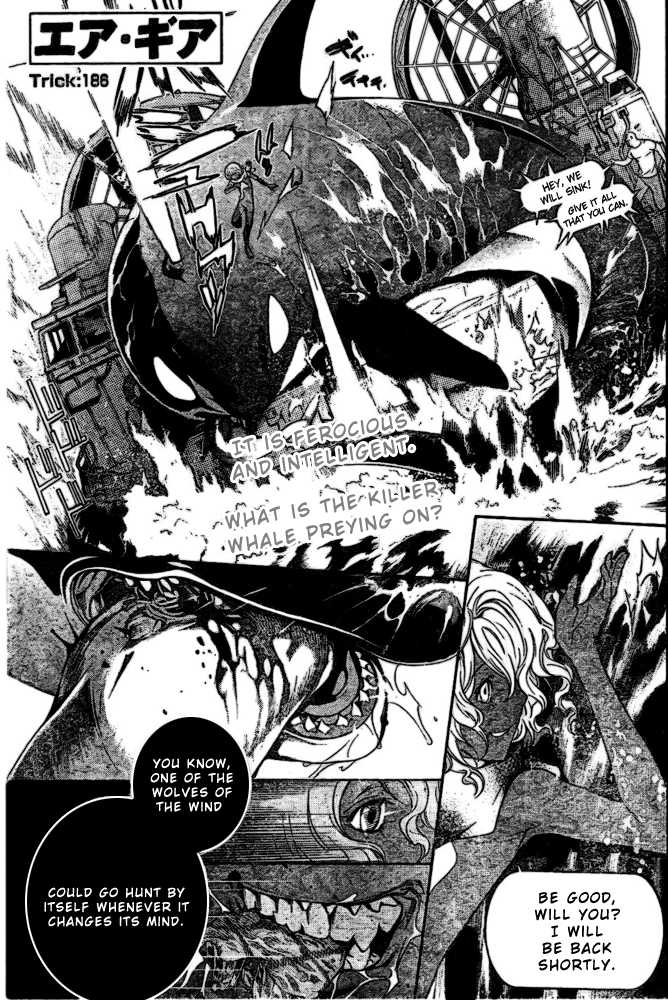 エア・ギア
Trick:186
HEY, WE
WILL SINK!
GIVE IT ALL
THAT YOU CAN.
IT IS FEROCIOUS
AND INTELLIGENT.
WHAT IS THE KILLER
WHALE PREYING ON?
YOU KNOW,
ONE OF THE
WOLVES OF
THE WIND
COULD GO HUNT BY
ITSELF WHENEVER IT
CHANGES ITS MIND.
BE GOOD,
WILL YOU?
I WILL
BE BACK
SHORTLY.